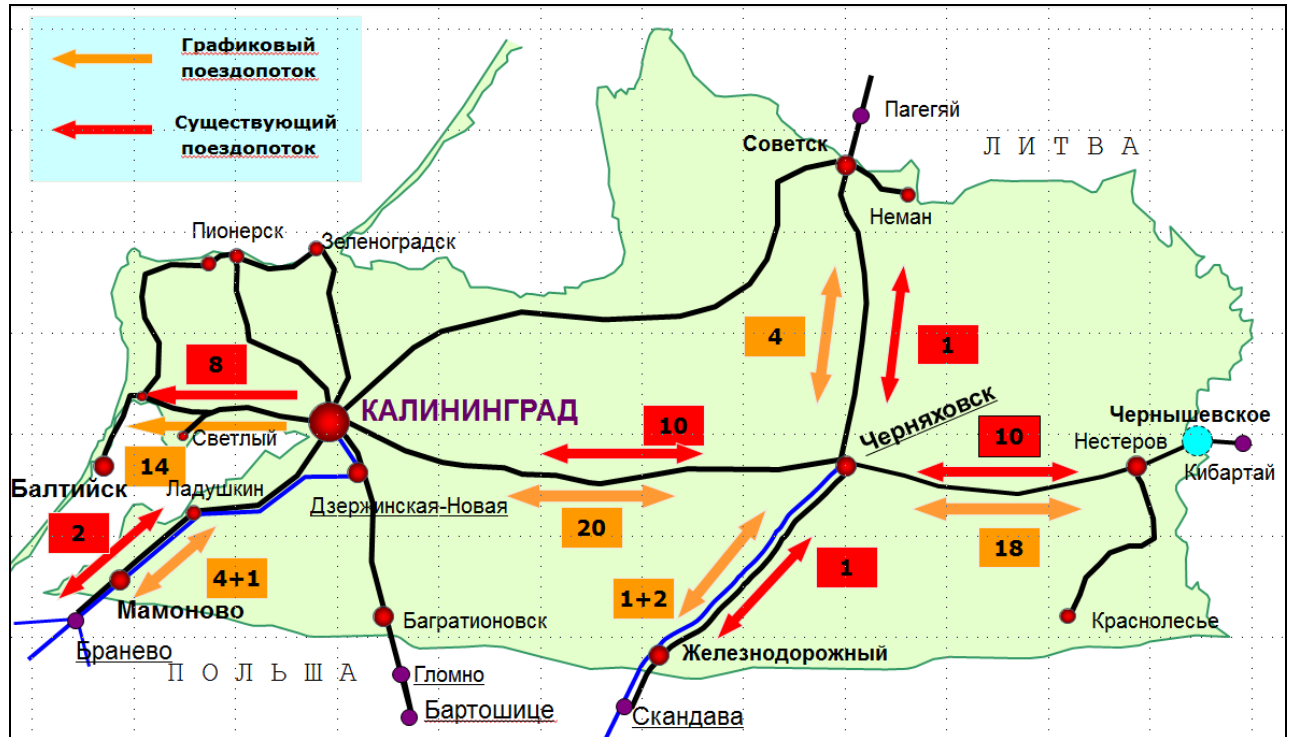 Графиковый
поездопоток
Существующий
поездопоток
Пагегяй
Советск
ЛИТВА
Неман
Пионерск
Зеленоградск
4
1
8
КАЛИНИНГРАД
Черняховск
Чернышевское
10
10
Нестеров
Светлый
14
Кибартай
Балтийск
Ладушкин
Дзержинская-Новая
2
20
18
4+1
1+2
1
Мамоново
Багратионовск
Краснолесье
Бранево
Железнодорожный
ПОЛЬША
Гломно
Бартошице
Скандава